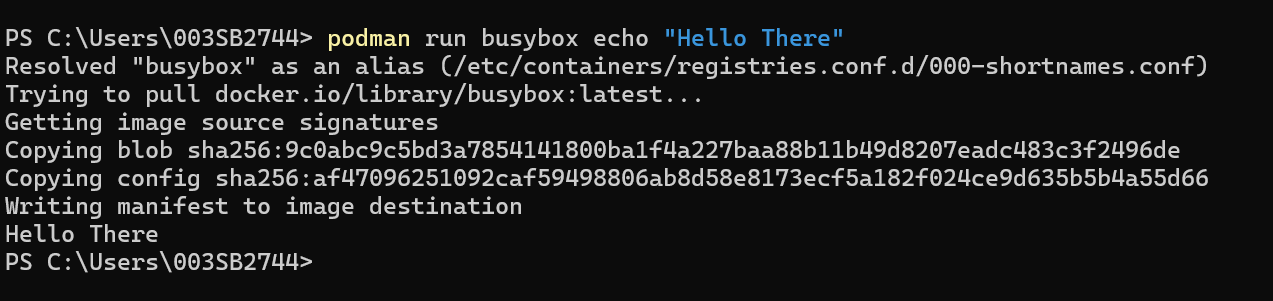 PS C:\Users\003SB2744> podman run busybox echo "Hello There"
Resolved "busybox" as an alias (/etc/containers/registries.conf.d/000-shortnames.conf)
Trying to pull docker.io/library/busybox:latest...
Getting image source signatures
Copying blob sha256:9c0abc9c5bd3a7854141800ba1f4a227baa88b11b49d8207eadc483c3f2496de
Copying config sha256:af47096251092caf59498806ab8d58e8173ecf5a182f024ce9d635b5b4a55d66
Writing manifest to image destination
Hello There
PS C:\Users\003SB2744>